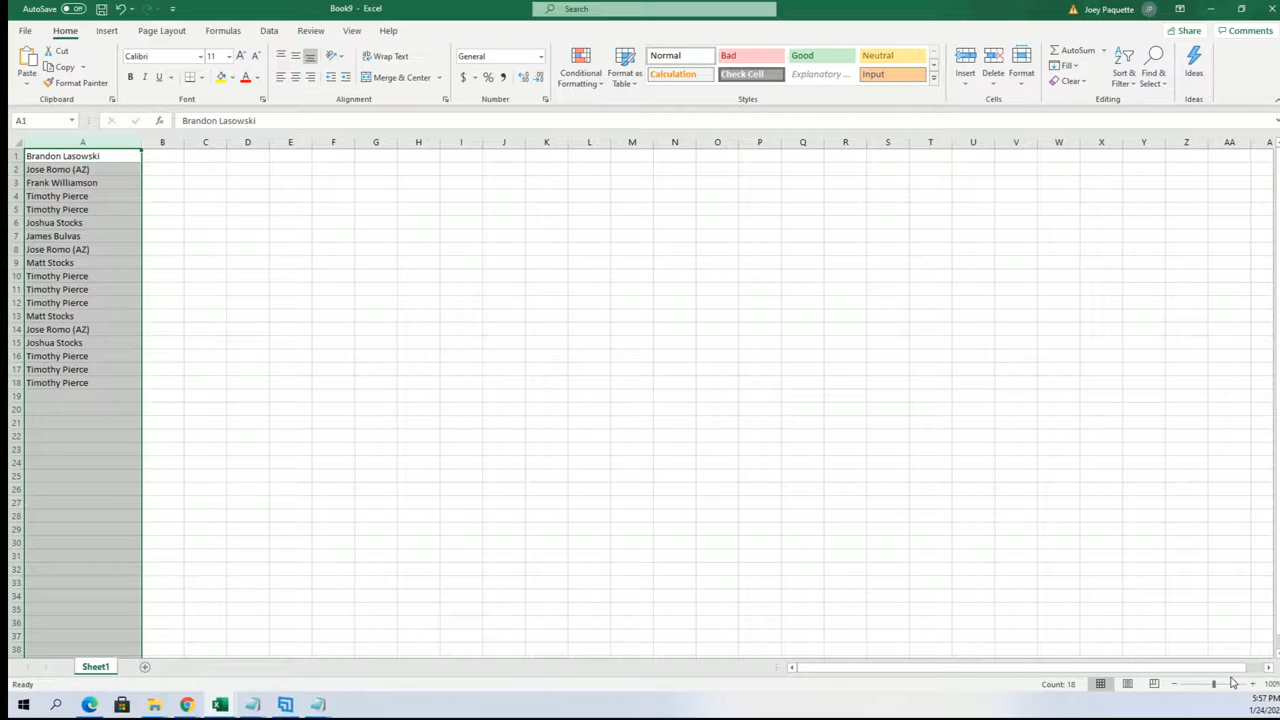 AutoSave Off Book9 - Excel Search Joey Paquette JP
File Home Insert Page Layout Formulas Data Review View Help Share Comments
Paste Cut Copy Format Painter Clipboard
Calibri 11 Font
Wrap Text Merge & Center Alignment
General Number
Conditional Formatting Format as Table
Normal Bad Good Neutral
Calculation Check Cell Explanatory ... Input
Styles
Insert Delete Format Cells
AutoSum Fill Clear Sort & Filter Find & Select Editing
Ideas Ideas
A1 fx Brandon Lasowski
A B C D E F G H I J K L M N O P Q R S T U V W X Y Z AA A
1 Brandon Lasowski
2 Jose Romo (AZ)
3 Frank Williamson
4 Timothy Pierce
5 Timothy Pierce
6 Joshua Stocks
7 James Bulvas
8 Jose Romo (AZ)
9 Matt Stocks
10 Timothy Pierce
11 Timothy Pierce
12 Timothy Pierce
13 Matt Stocks
14 Jose Romo (AZ)
15 Joshua Stocks
16 Timothy Pierce
17 Timothy Pierce
18 Timothy Pierce
19
20
21
22
23
24
25
26
27
28
29
30
31
32
33
34
35
36
37
38
Sheet1
Ready Count: 18 100%
5:57 PM
1/24/202